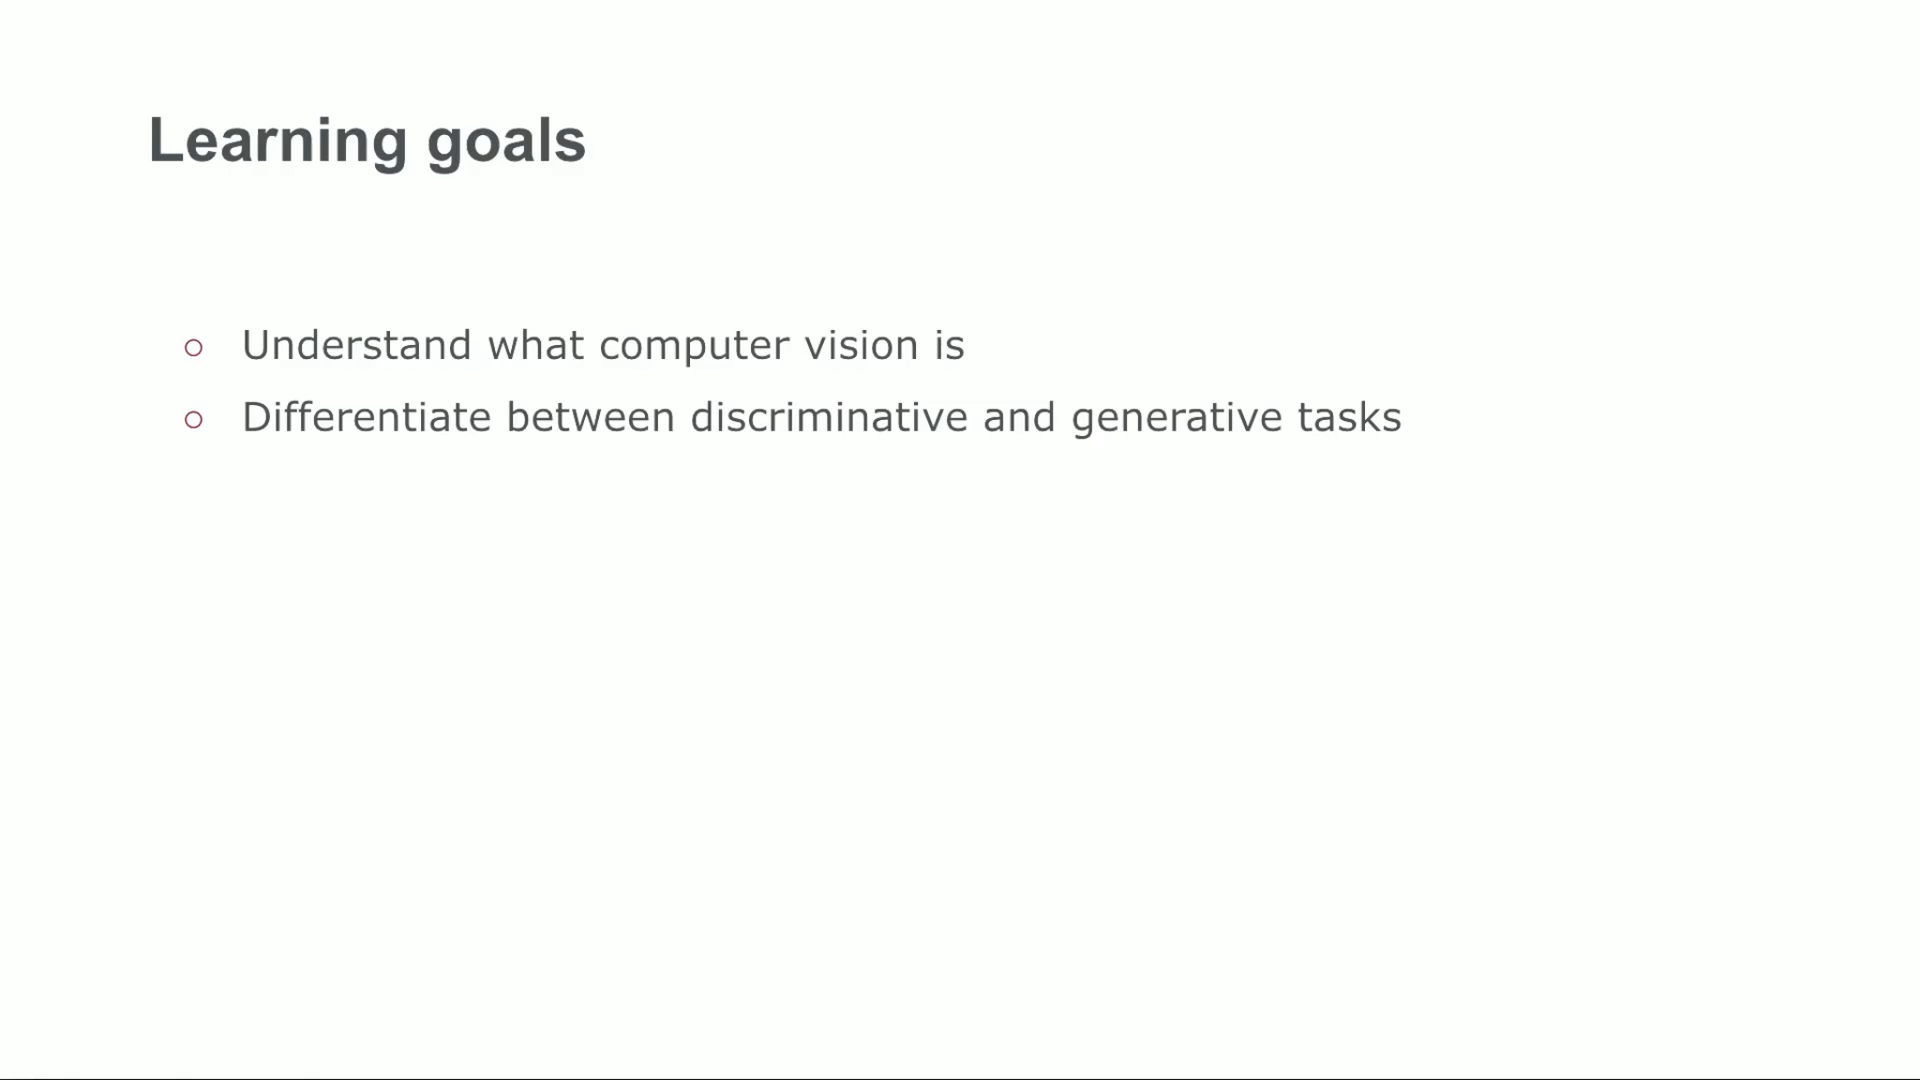 Learning goals
Understand what computer vision is
Differentiate between discriminative and generative tasks